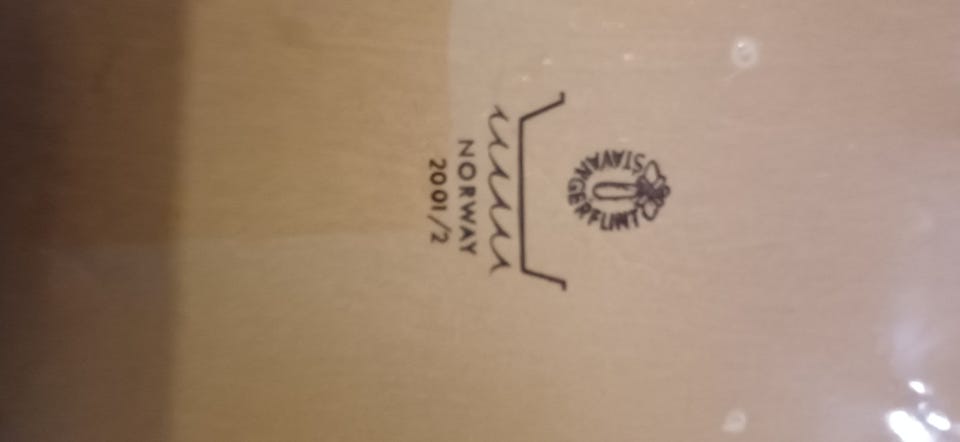 STAVANGERFLINT
NORWAY
2001/2